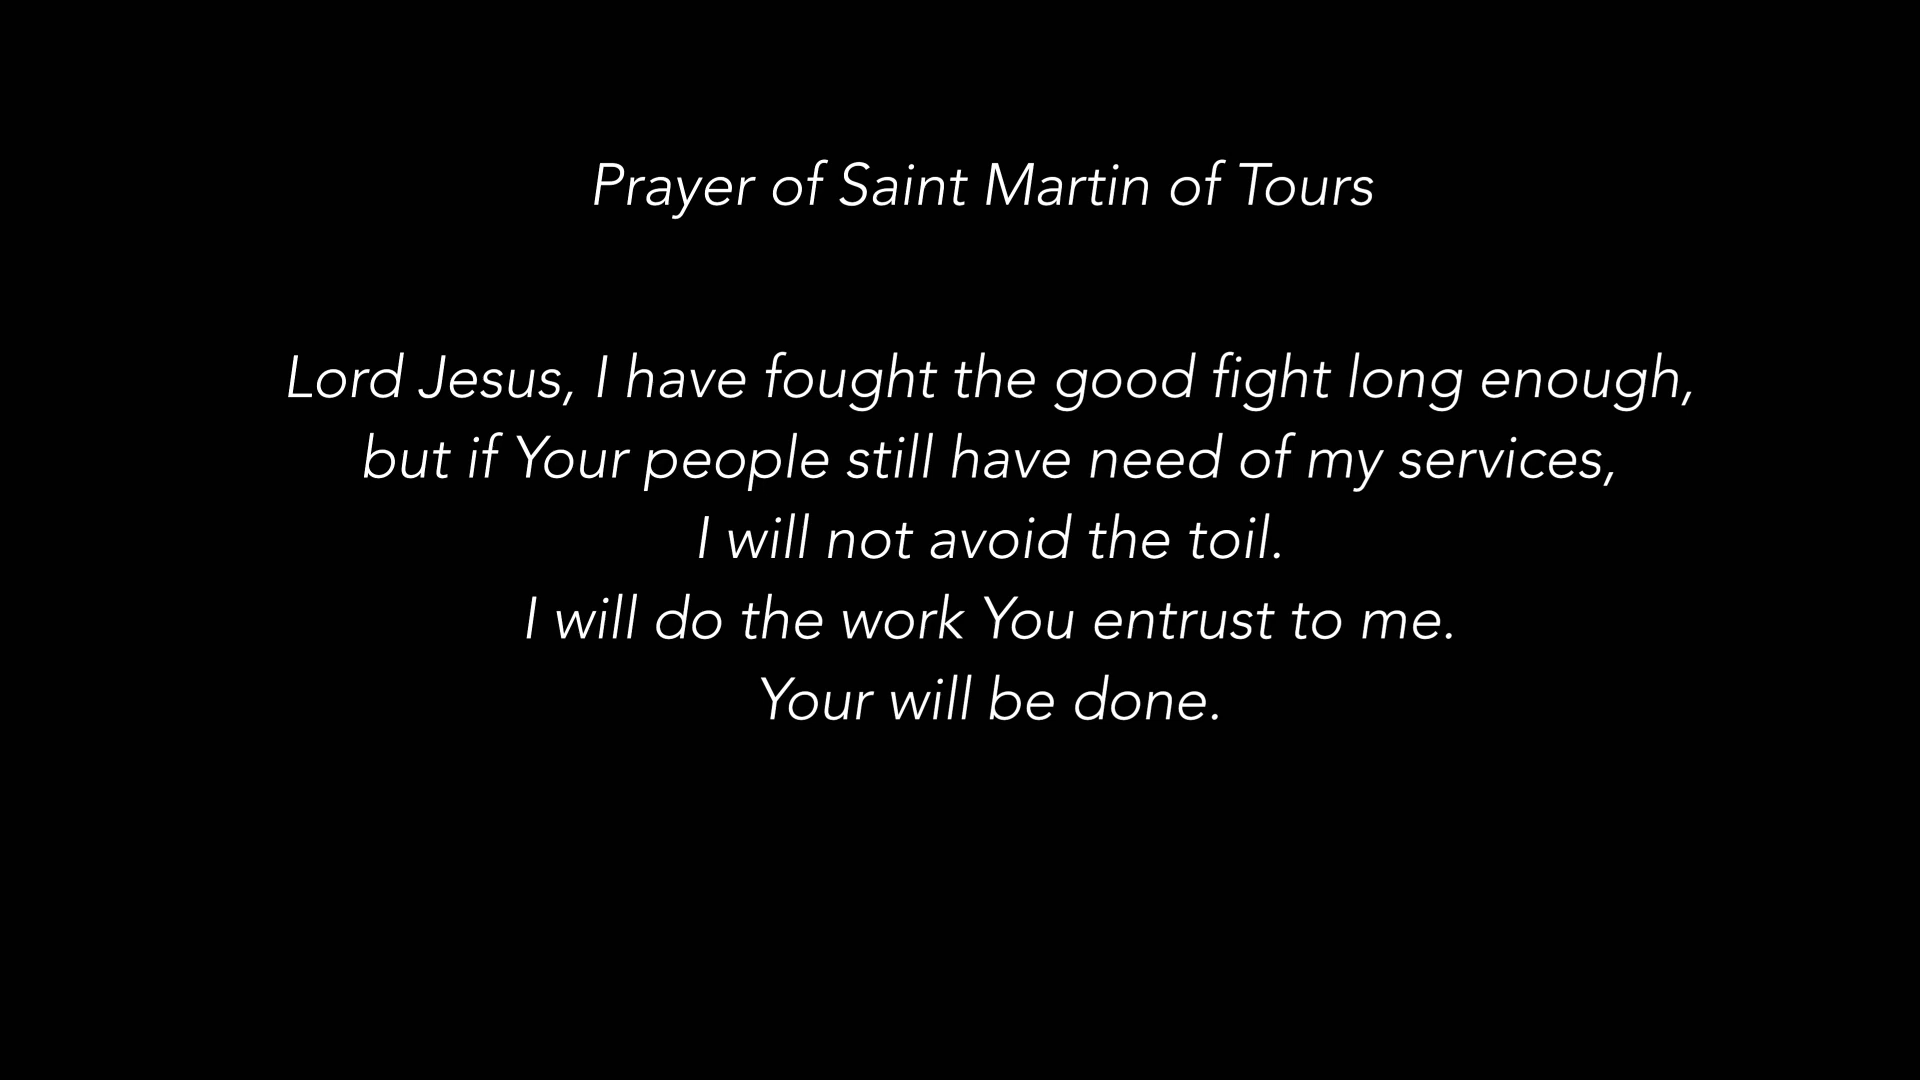 Prayer of Saint Martin of Tours
Lord Jesus, I have fought the good fight long enough,
but if Your people still have need of my services,
I will not avoid the toil.
I will do the work You entrust to me.
Your will be done.